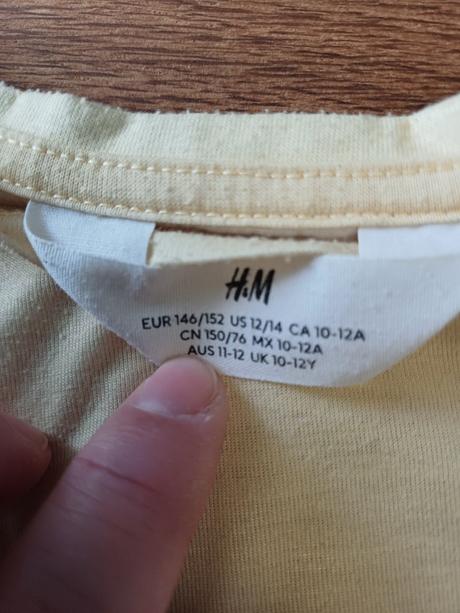 H&M
EUR 146/152 US 12/14 CA 10-12A
CN 150/76 MX 10-12A
AUS 11-12 UK 10-12Y